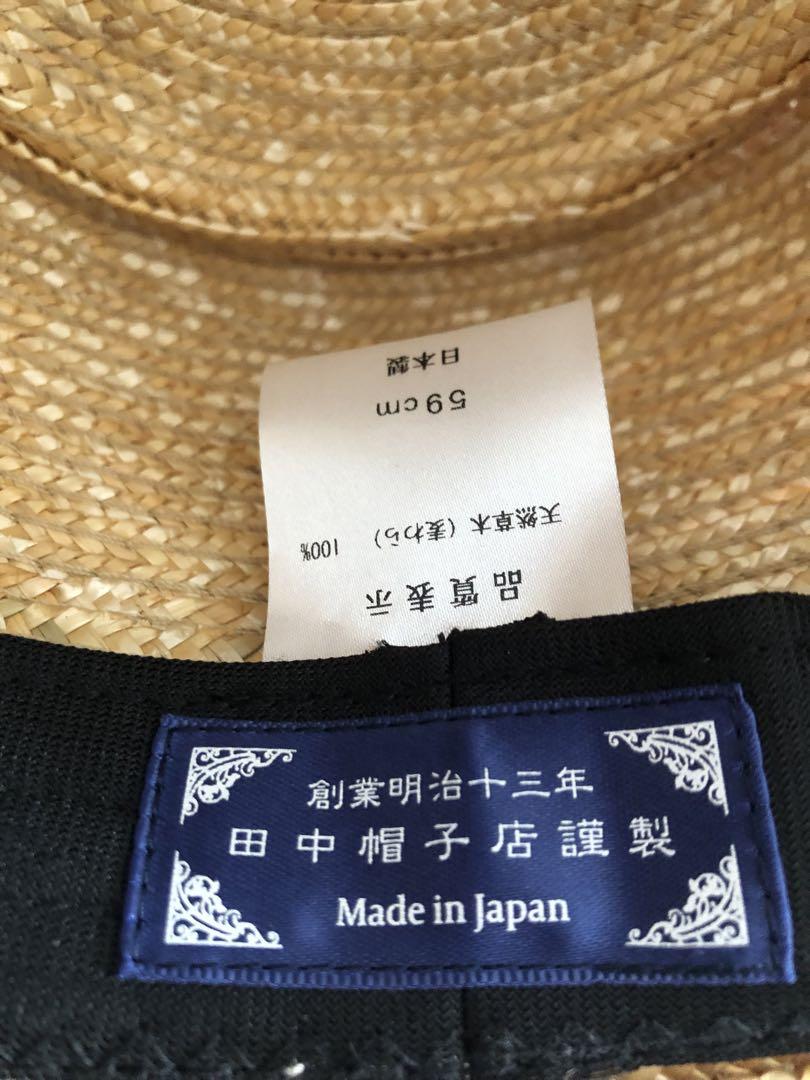 品質表示
天然草木（麦わら） 100%
59cm
日本製
創業明治十三年
田中帽子店謹製
Made in Japan